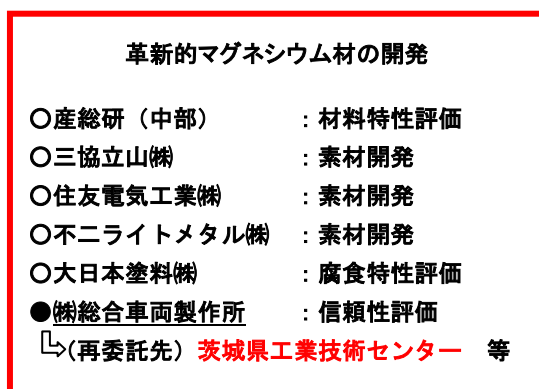 革新的マグネシウム材の開発
○産総研（中部）　：材料特性評価
○三協立山㈱　：素材開発
○住友電気工業㈱　：素材開発
○不二ライトメタル㈱　：素材開発
○大日本塗料㈱　：腐食特性評価
●㈱総合車両製作所　：信頼性評価
(再委託先）茨城県工業技術センター　等